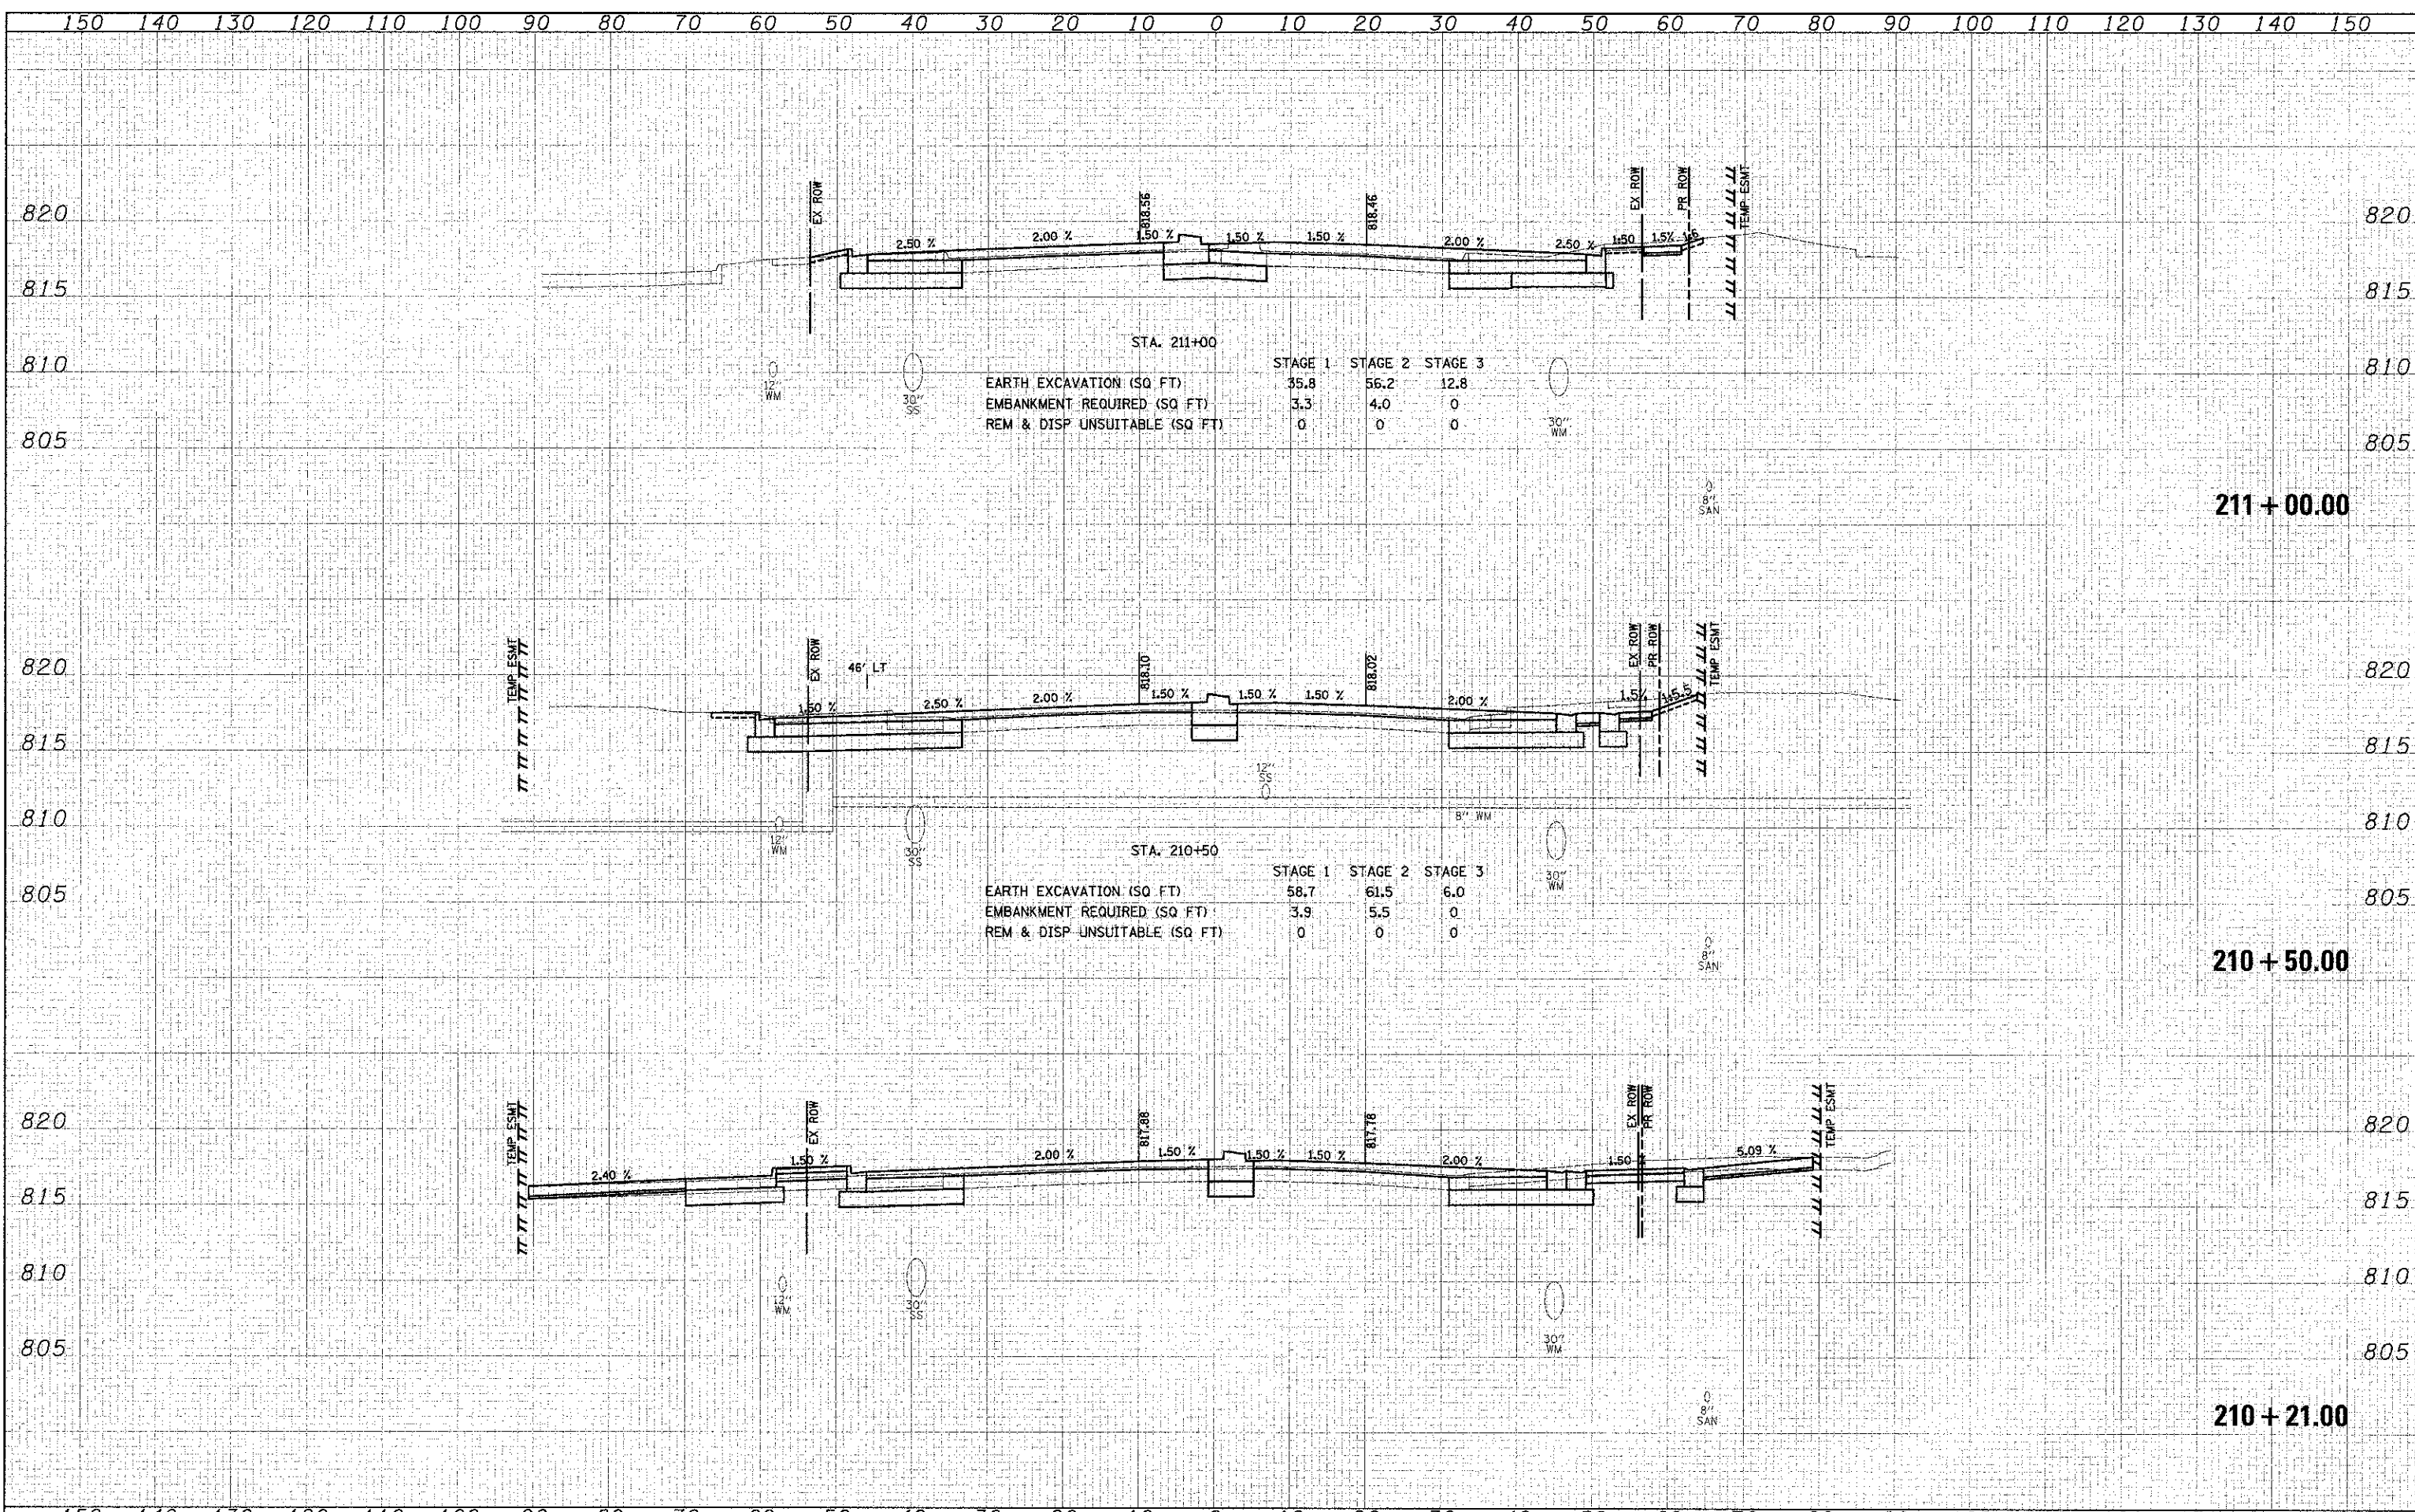 150 140 130 120 110 100 90 80 70 60 50 40 30 20 10 0 10 20 30 40 50 60 70 80 90 100 110 120 130 140 150
EX ROW
818.56
818.46
EX ROW
PR ROW
TEMP ESMT
820 820
2.50 % 2.00 % 1.50 % 1.50 % 1.50 % 2.00 % 2.50 % 1.50 1.5% 1:6
815 815
STA. 211+00
810 810
STAGE 1 STAGE 2 STAGE 3
EARTH EXCAVATION (SQ FT) 35.8 56.2 12.8
EMBANKMENT REQUIRED (SQ FT) 3.3 4.0 0
REM & DISP UNSUITABLE (SQ FT) 0 0 0
12" WM
30" SS
30" WM
805 805
8" SAN
211 + 00.00
TEMP ESMT
EX ROW
46' LT
818.10
818.02
EX ROW
PR ROW
TEMP ESMT
820 820
1.50 % 2.50 % 2.00 % 1.50 % 1.50 % 1.50 % 2.00 % 1.5% 1:5.5
815 815
12" SS
8" WM
810 810
12" WM
30" SS
30" WM
STA. 210+50
STAGE 1 STAGE 2 STAGE 3
EARTH EXCAVATION (SQ FT) 58.7 61.5 6.0
EMBANKMENT REQUIRED (SQ FT) 3.9 5.5 0
REM & DISP UNSUITABLE (SQ FT) 0 0 0
805 805
8" SAN
210 + 50.00
TEMP ESMT
EX ROW
817.88
817.78
EX ROW
PR ROW
TEMP ESMT
820 820
2.40 % 1.50 % 2.00 % 1.50 % 1.50 % 1.50 % 2.00 % 1.50 5.09 %
815 815
810 810
12" WM
30" SS
30" WM
805 805
8" SAN
210 + 21.00